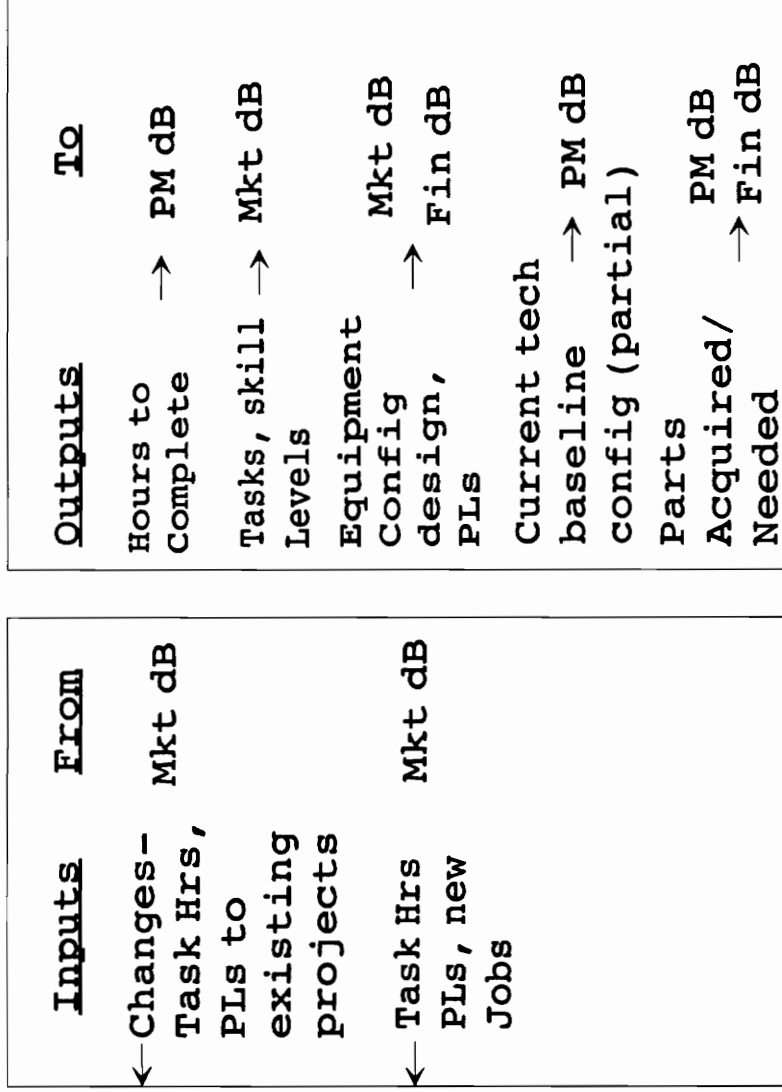 Inputs From
Changes- Mkt dB
Task Hrs,
PLs to
existing
projects
Task Hrs Mkt dB
PLs, new
Jobs
Outputs To
Hours to
Complete → PM dB
Tasks, skill → Mkt dB
Levels
Equipment
Config Mkt dB
design, → Fin dB
PLs
Current tech
baseline → PM dB
config (partial)
Parts
Acquired/ PM dB
Needed → Fin dB